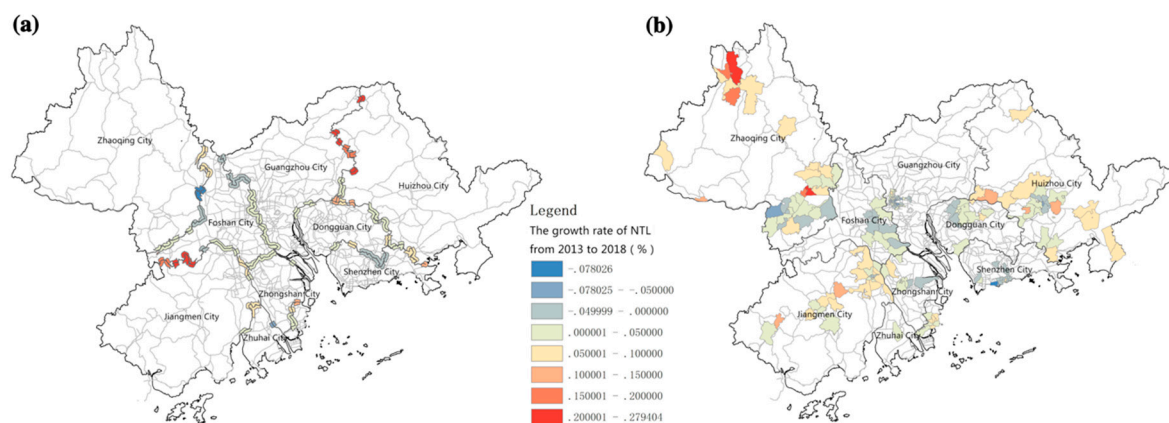 (a)
Zhaoqing City
Guangzhou City
Huizhou City
Foshan City
Dongguan City
Shenzhen City
Zhongshan City
Jiangmen City
Zhuhai City
Legend
The growth rate of NTL
from 2013 to 2018 ( % )
-.078026
-.078025 - -.050000
-.049999 - -.000000
.000001 - .050000
.050001 - .100000
.100001 - .150000
.150001 - .200000
.200001 - .279404
(b)
Zhaoqing City
Guangzhou City
Huizhou City
Foshan City
Dongguan City
Shenzhen City
Zhongshan City
Jiangmen City
Zhuhai City